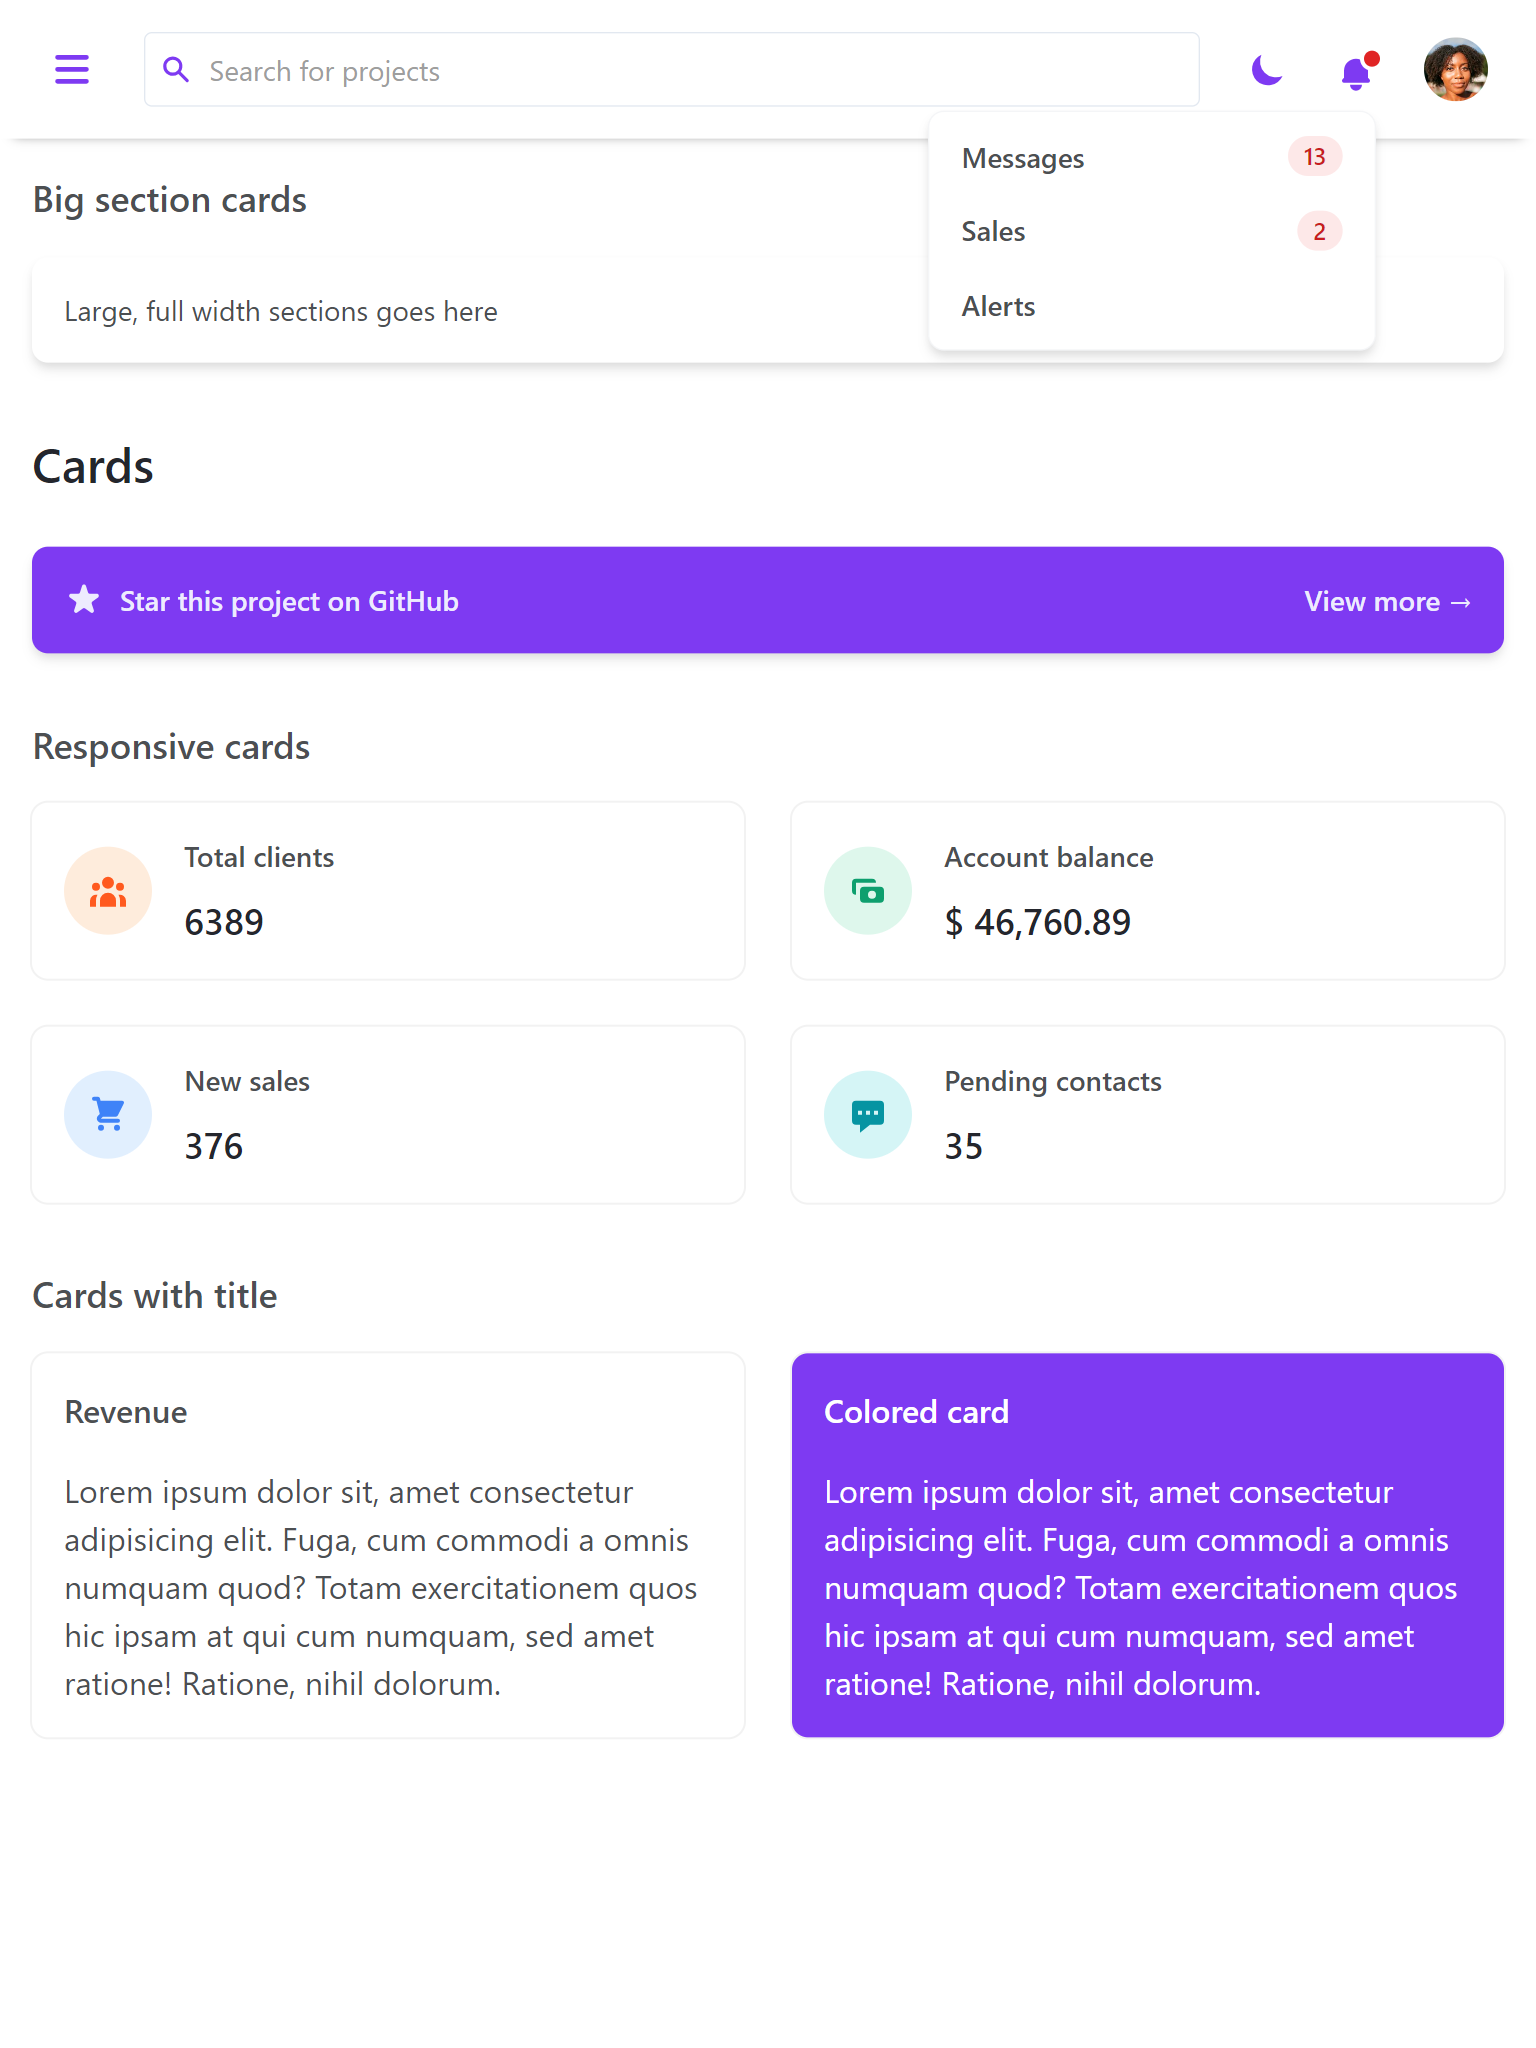 Search for projects
Messages 13
Sales 2
Alerts
Big section cards
Large, full width sections goes here
Cards
Star this project on GitHub
View more →
Responsive cards
Total clients
6389
Account balance
$ 46,760.89
New sales
376
Pending contacts
35
Cards with title
Revenue
Lorem ipsum dolor sit, amet consectetur
adipisicing elit. Fuga, cum commodi a omnis
numquam quod? Totam exercitationem quos
hic ipsam at qui cum numquam, sed amet
ratione! Ratione, nihil dolorum.
Colored card
Lorem ipsum dolor sit, amet consectetur
adipisicing elit. Fuga, cum commodi a omnis
numquam quod? Totam exercitationem quos
hic ipsam at qui cum numquam, sed amet
ratione! Ratione, nihil dolorum.